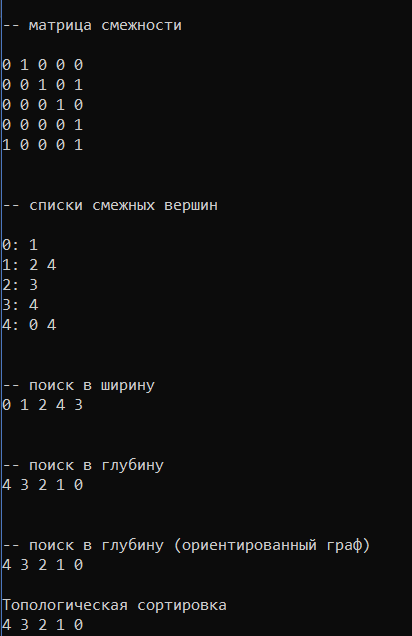 -- матрица смежности
0 1 0 0 0
0 0 1 0 1
0 0 0 1 0
0 0 0 0 1
1 0 0 0 1
-- списки смежных вершин
0: 1
1: 2 4
2: 3
3: 4
4: 0 4
-- поиск в ширину
0 1 2 4 3
-- поиск в глубину
4 3 2 1 0
-- поиск в глубину (ориентированный граф)
4 3 2 1 0
Топологическая сортировка
4 3 2 1 0